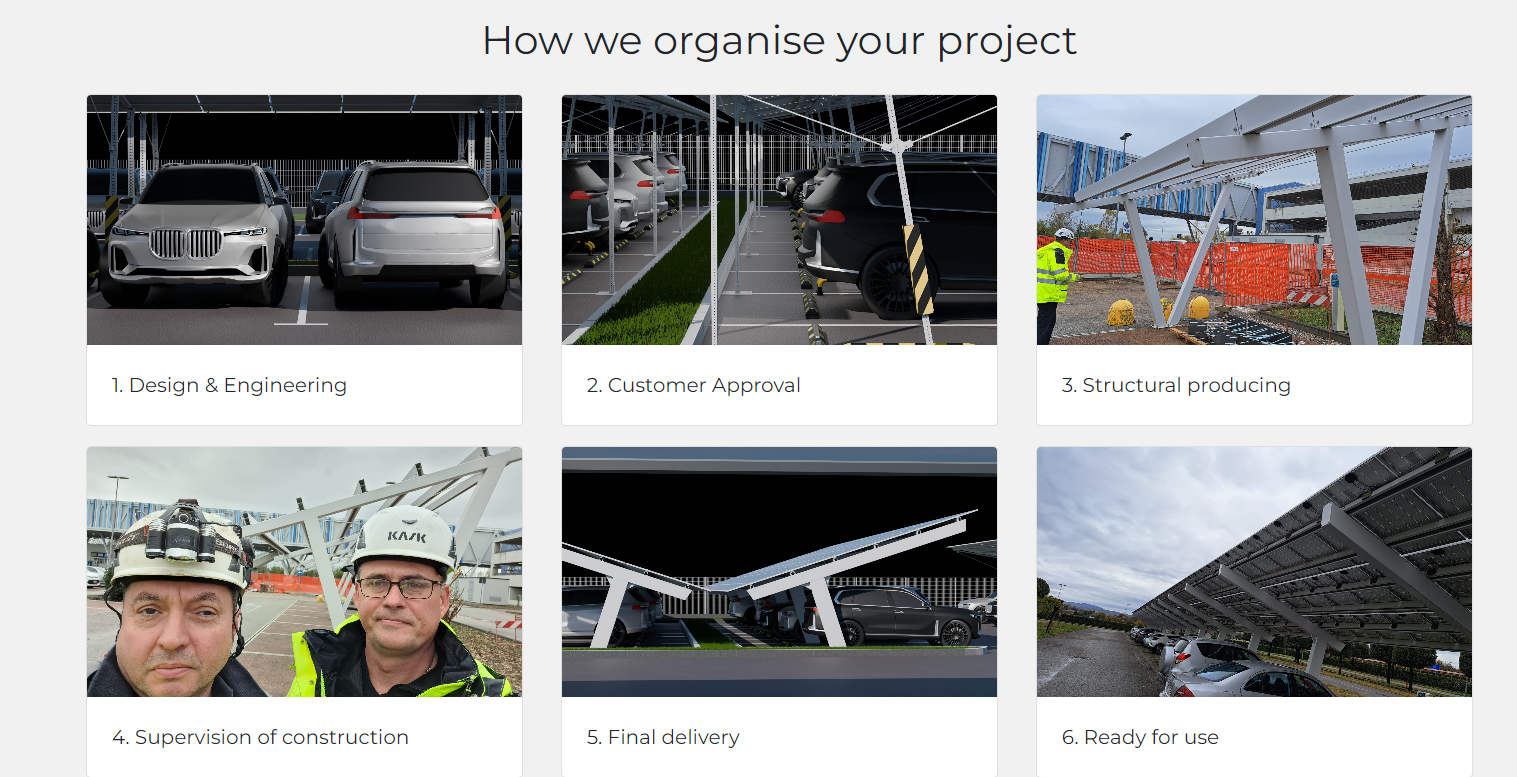 How we organise your project
1. Design & Engineering
2. Customer Approval
3. Structural producing
KASK
4. Supervision of construction
5. Final delivery
6. Ready for use